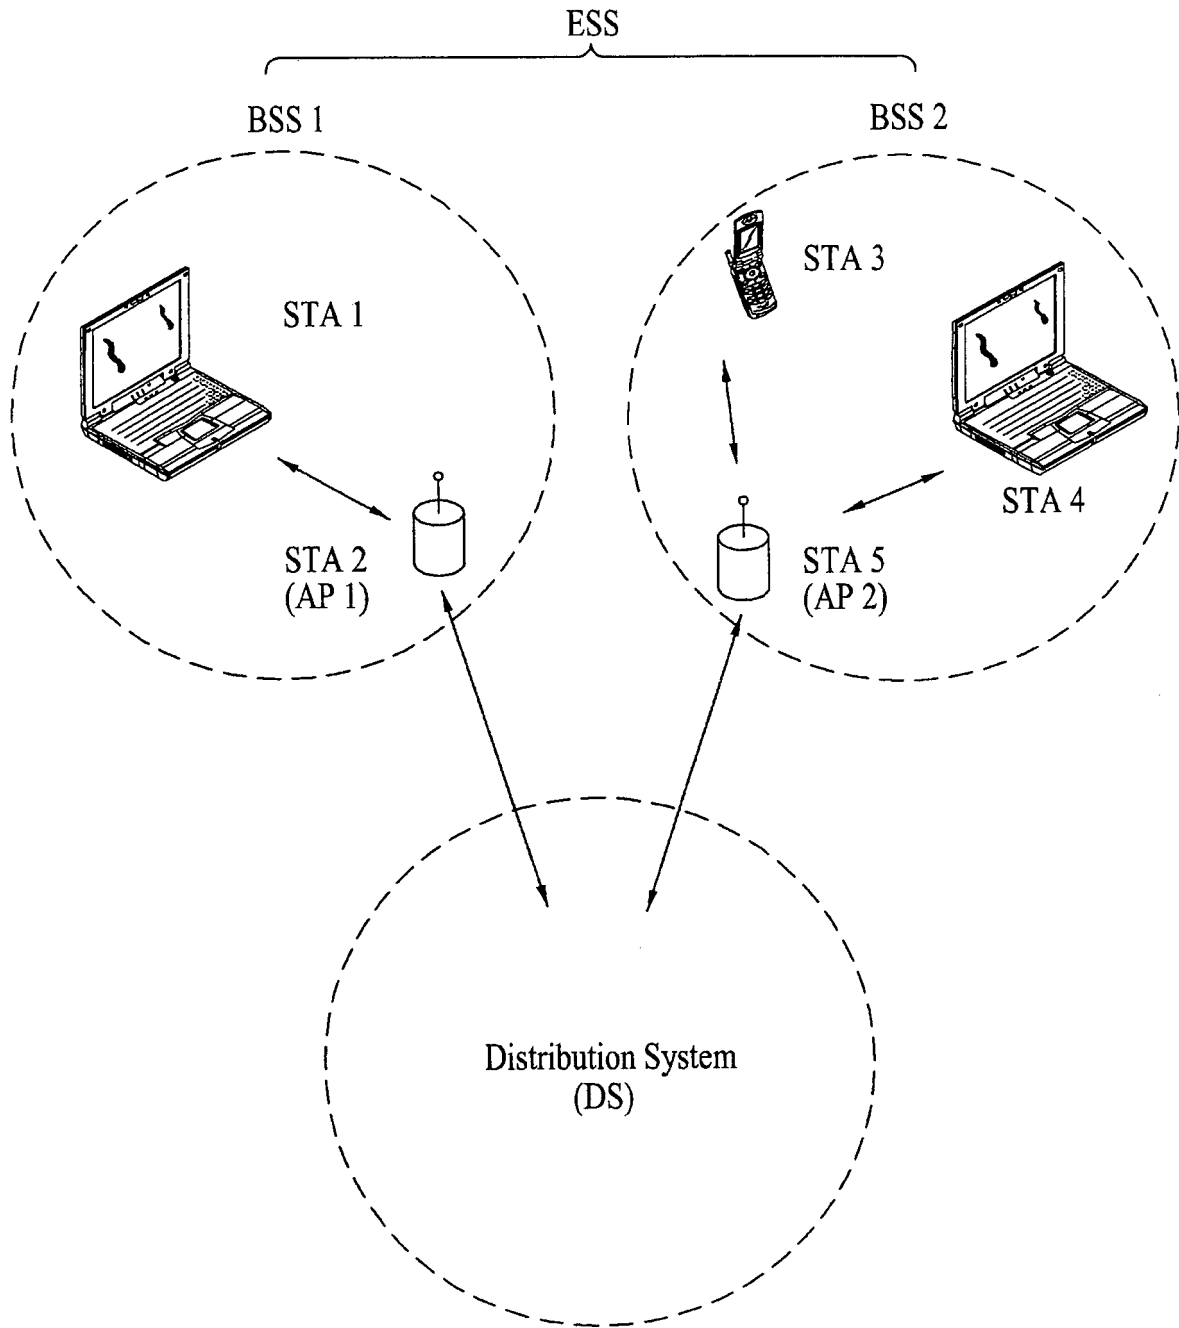 ESS
BSS 1
BSS 2
STA 3
STA 1
STA 4
STA 2
(AP 1)
STA 5
(AP 2)
Distribution System
(DS)